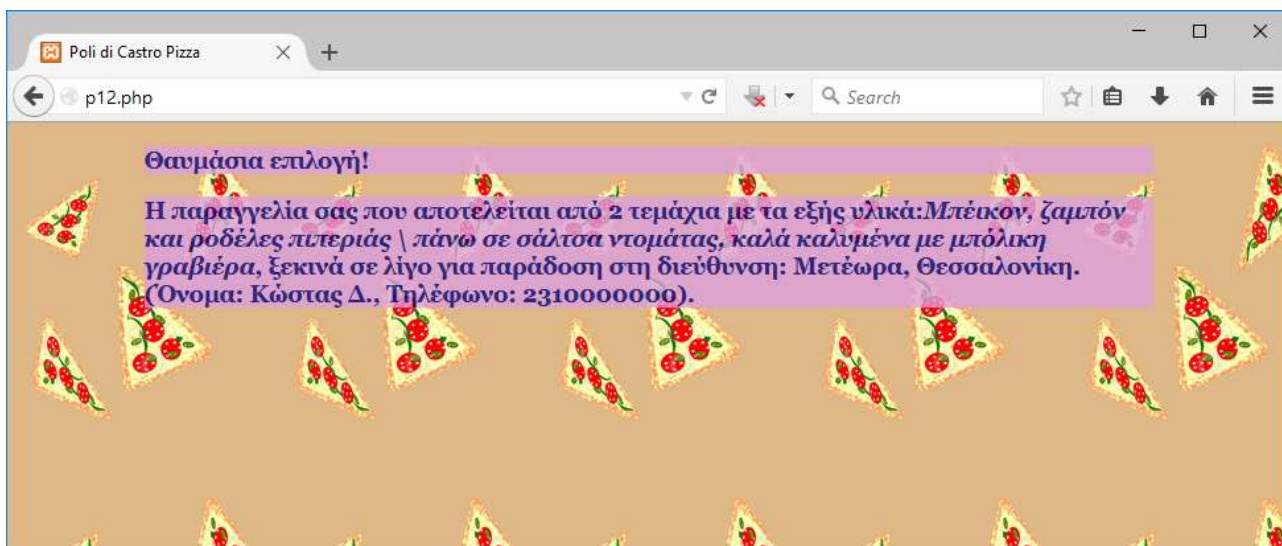 Poli di Castro Pizza
p12.php
Search
Θαυμάσια επιλογή!
Η παραγγελία σας που αποτελείται από 2 τεμάχια με τα εξής υλικά:Μπέικον, ζαμπόν
και ροδέλες πιπεριάς \ πάνω σε σάλτσα ντομάτας, καλά καλυμένα με μπόλικη
γραβιέρα, ξεκινά σε λίγο για παράδοση στη διεύθυνση: Μετέωρα, Θεσσαλονίκη.
(Όνομα: Κώστας Δ., Τηλέφωνο: 2310000000).